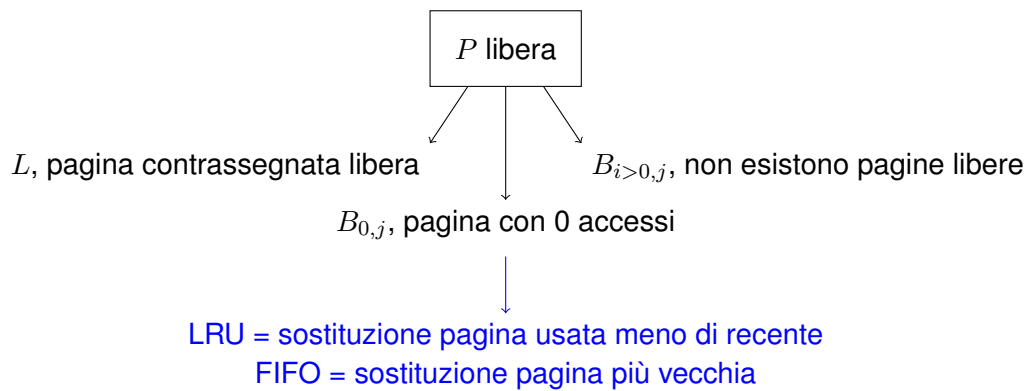 P libera
L, pagina contrassegnata libera
B_{i>0,j}, non esistono pagine libere
B_{0,j}, pagina con 0 accessi
LRU = sostituzione pagina usata meno di recente
FIFO = sostituzione pagina più vecchia